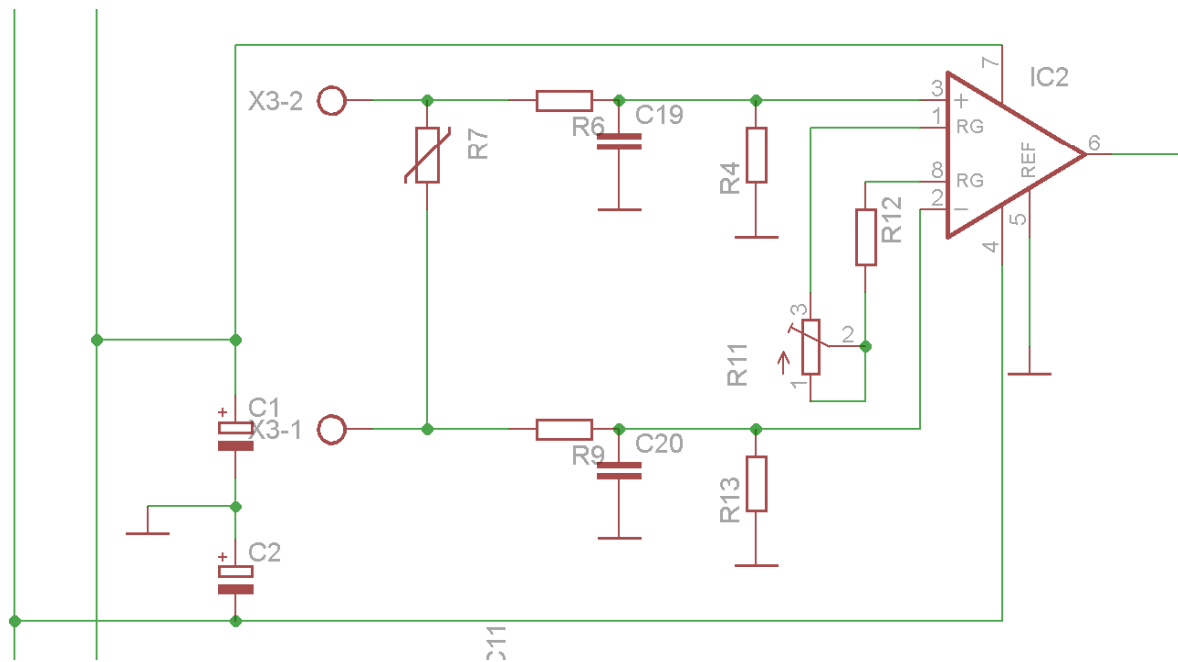 X3-2
R7
R6
C19
R4
7
IC2
3
+
1
RG
8
RG
2
−
REF
6
5
4
R12
3
2
R11
1
+
C1
X3-1
R9
C20
R13
+
C2
C11